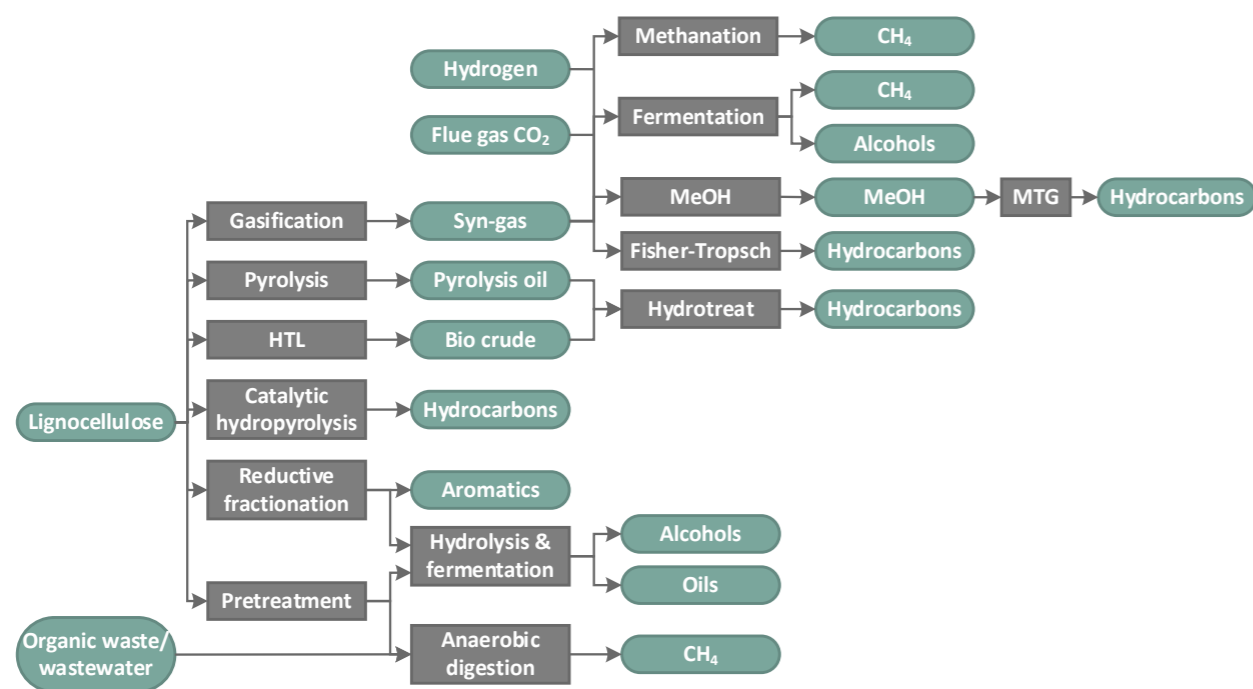 Methanation
CH₄
Hydrogen
CH₄
Fermentation
Flue gas CO₂
Alcohols
MeOH
MeOH
MTG
Hydrocarbons
Gasification
Syn-gas
Fisher-Tropsch
Hydrocarbons
Pyrolysis
Pyrolysis oil
Hydrotreat
Hydrocarbons
HTL
Bio crude
Catalytic
hydropyrolysis
Hydrocarbons
Lignocellulose
Reductive
fractionation
Aromatics
Hydrolysis &
fermentation
Alcohols
Oils
Pretreatment
Organic waste/
wastewater
Anaerobic
digestion
CH₄